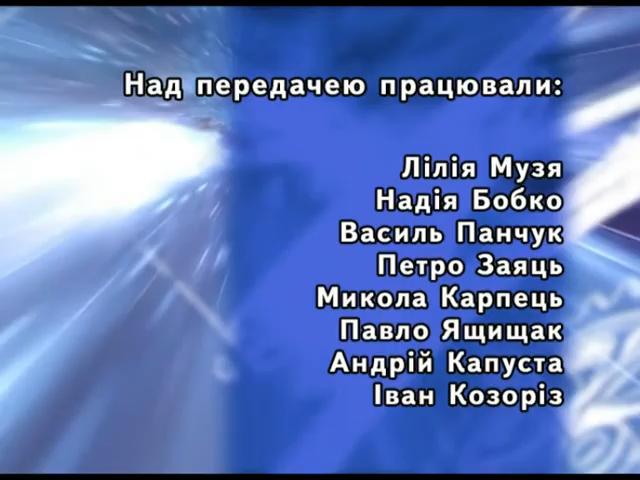 Над передачею працювали:
Лілія Музя
Надія Бобко
Василь Панчук
Петро Заяць
Микола Карпець
Павло Ящищак
Андрій Капуста
Іван Козоріз